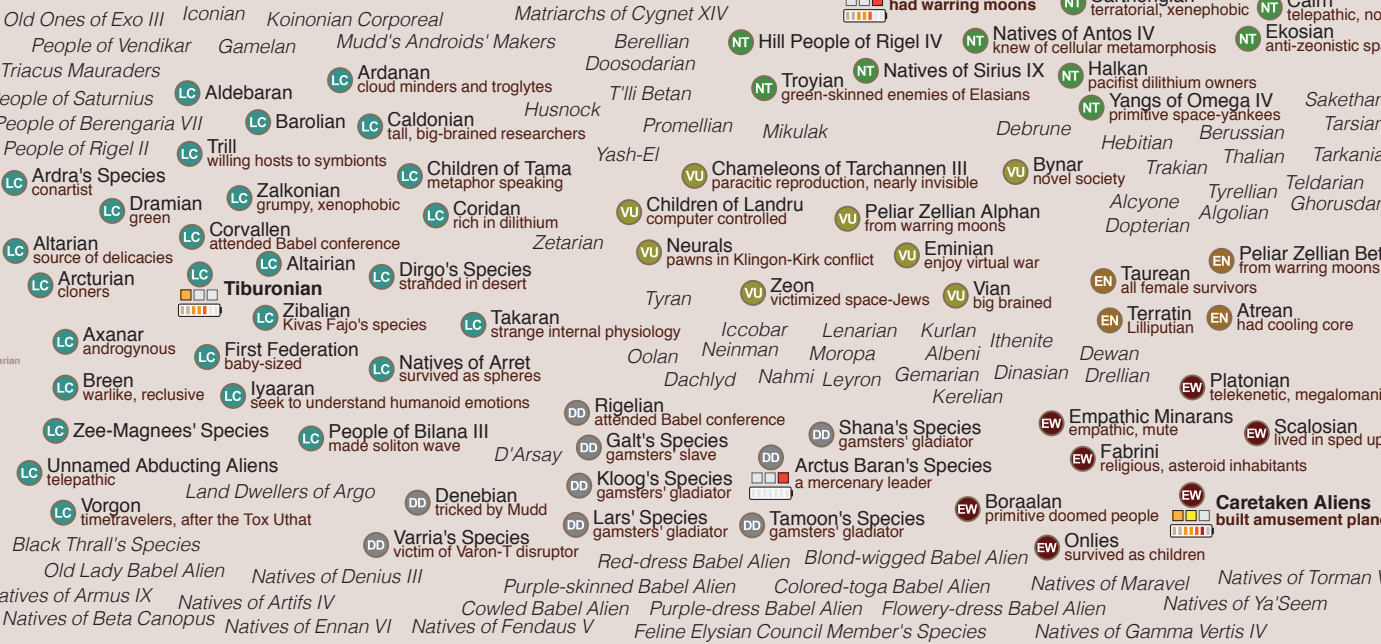 Old Ones of Exo III
Iconian
Koinonian Corporeal
Matriarchs of Cygnet XIV
had warring moons
NT
terratorial, xenophobic
NT
telepathic,
People of Vendikar
Gamelan
Mudd's Androids' Makers
Berellian
Doosodarian
NT Hill People of Rigel IV
NT Natives of Antos IV
knew of cellular metamorphosis
NT Ekosian
anti-zeonistic
Triacus Mauraders
LC Ardanan
cloud minders and troglytes
NT Natives of Sirius IX
NT Halkan
pacifist dilithium owners
NT Troyian
green-skinned enemies of Elasians
People of Saturnius
LC Aldebaran
T'lli Betan
Husnock
NT Yangs of Omega IV
primitive space-yankees
People of Berengaria VII
LC Barolian
LC Caldonian
tall, big-brained researchers
Promellian
Mikulak
Debrune
Hebitian
Berussian
People of Rigel II
LC Trill
willing hosts to symbionts
Yash-El
Trakian
Thalian
LC Ardra's Species
conartist
LC Children of Tama
metaphor speaking
VU Chameleons of Tarchannen III
paracitic reproduction, nearly invisible
VU Bynar
novel society
Teldarian
LC Dramian
green
LC Zalkonian
grumpy, xenophobic
LC Coridan
rich in dilithium
VU Children of Landru
computer controlled
VU Peliar Zellian Alphan
from warring moons
Alcyone
Tyrellian
Algolian
Dopterian
LC Altarian
source of delicacies
LC Corvallen
attended Babel conference
Zetarian
VU Neurals
pawns in Klingon-Kirk conflict
VU Eminian
enjoy virtual war
EN Peliar Zellian
from warring moons
LC Arcturian
cloners
LC
Tiburonian
LC Altairian
LC Dirgo's Species
stranded in desert
Tyran
VU Zeon
victimized space-Jews
VU Vian
big brained
EN Taurean
all female survivors
LC Zibalian
Kivas Fajo's species
LC Takaran
strange internal physiology
EN Terratin
Lilliputian
EN Atrean
had cooling core
LC Axanar
androgynous
LC First Federation
baby-sized
LC Natives of Arret
survived as spheres
Oolan
Iccobar
Neinman
Lenarian
Moropa
Kurlan
Albeni
Ithenite
Dewan
LC Breen
warlike, reclusive
LC Iyaaran
seek to understand humanoid emotions
Dachlyd
Nahmi
Leyron
Gemarian
Dinasian
Drellian
Kerelian
EW Platonian
telekenetic,
LC Zee-Magnees' Species
LC People of Bilana III
made soliton wave
DD Rigelian
attended Babel conference
DD Galt's Species
gamsters' slave
DD Shana's Species
gamsters' gladiator
EW Empathic Minarans
empathic, mute
EW Scalosian
lived in sped
LC Unnamed Abducting Aliens
telepathic
D'Arsay
DD Kloog's Species
gamsters' gladiator
DD
Arctus Baran's Species
a mercenary leader
EW Fabrini
religious, asteroid inhabitants
Land Dwellers of Argo
LC Vorgon
timetravelers, after the Tox Uthat
DD Denebian
tricked by Mudd
DD Lars' Species
gamsters' gladiator
DD Tamoon's Species
gamsters' gladiator
EW Boraalan
primitive doomed people
EW
Caretaken Aliens
built amusement
Black Thrall's Species
DD Varria's Species
victim of Varon-T disruptor
EW Onlies
survived as children
Old Lady Babel Alien
Natives of Denius III
Red-dress Babel Alien
Blond-wigged Babel Alien
Natives of Armus IX
Natives of Artifs IV
Purple-skinned Babel Alien
Colored-toga Babel Alien
Natives of Maravel
Natives of Torman
Natives of Beta Canopus
Natives of Ennan VI
Natives of Fendaus V
Cowled Babel Alien
Purple-dress Babel Alien
Flowery-dress Babel Alien
Natives of Ya'Seem
Feline Elysian Council Member's Species
Natives of Gamma Vertis IV